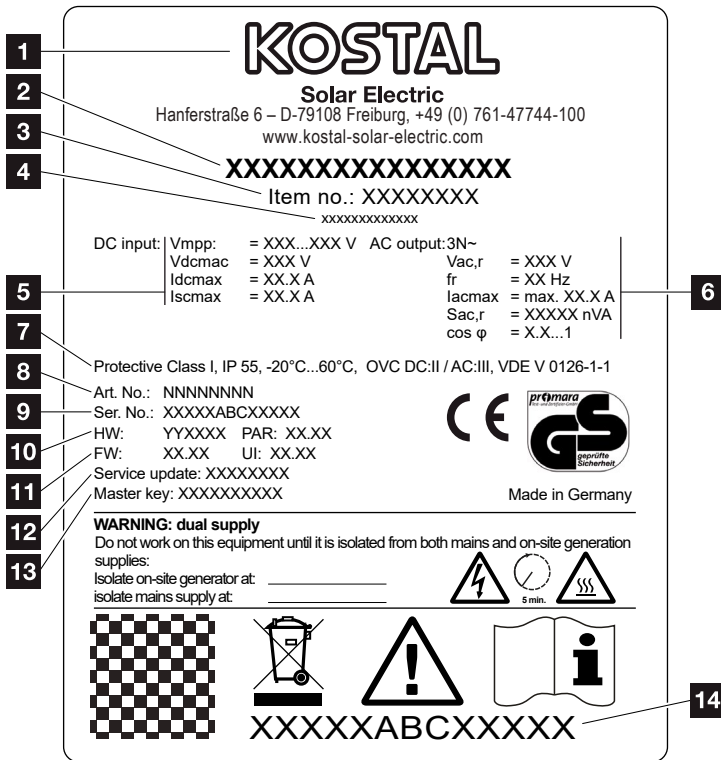 1
KOSTAL
Solar Electric
2
Hanferstraße 6 – D-79108 Freiburg, +49 (0) 761-47744-100
3
www.kostal-solar-electric.com
4
XXXXXXXXXXXXXXXX
Item no.: XXXXXXXX
xxxxxxxxxxxxx
DC input: Vmpp: = XXX...XXX V AC output: 3N~
Vdcmac = XXX V Vac,r = XXX V
5
Idcmax = XX.X A fr = XX Hz
6
Iscmax = XX.X A Iacmax = max. XX.X A
Sac,r = XXXXX nVA
cos φ = X.X...1
7
Protective Class I, IP 55, -20°C...60°C, OVC DC:II / AC:III, VDE V 0126-1-1
8
Art. No.: NNNNNNNN
9
Ser. No.: XXXXXABCXXXXX
10
HW: YYXXXX PAR: XX.XX
11
FW: XX.XX UI: XX.XX
12
Service update: XXXXXXXX
13
Master key: XXXXXXXXXX
CE
promara
GS
geprüfte
Sicherheit
Made in Germany
WARNING: dual supply
Do not work on this equipment until it is isolated from both mains and on-site generation
supplies:
Isolate on-site generator at:
isolate mains supply at:
5 min.
14
XXXXXABCXXXXX